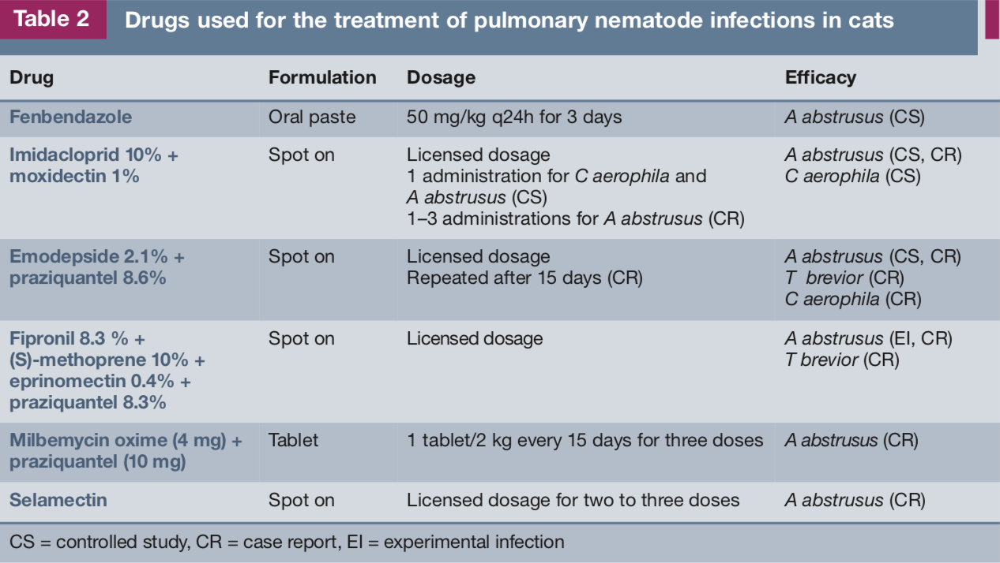 Table 2 Drugs used for the treatment of pulmonary nematode infections in cats
Drug Formulation Dosage Efficacy
Fenbendazole Oral paste 50 mg/kg q24h for 3 days A abstrusus (CS)
Imidacloprid 10% + Spot on Licensed dosage A abstrusus (CS, CR)
moxidectin 1% 1 administration for C aerophila and C aerophila (CS)
A abstrusus (CS)
1–3 administrations for A abstrusus (CR)
Emodepside 2.1% + Spot on Licensed dosage A abstrusus (CS, CR)
praziquantel 8.6% Repeated after 15 days (CR) T brevior (CR)
C aerophila (CR)
Fipronil 8.3 % + Spot on Licensed dosage A abstrusus (EI, CR)
(S)-methoprene 10% + T brevior (CR)
eprinomectin 0.4% +
praziquantel 8.3%
Milbemycin oxime (4 mg) + Tablet 1 tablet/2 kg every 15 days for three doses A abstrusus (CR)
praziquantel (10 mg)
Selamectin Spot on Licensed dosage for two to three doses A abstrusus (CR)
CS = controlled study, CR = case report, EI = experimental infection